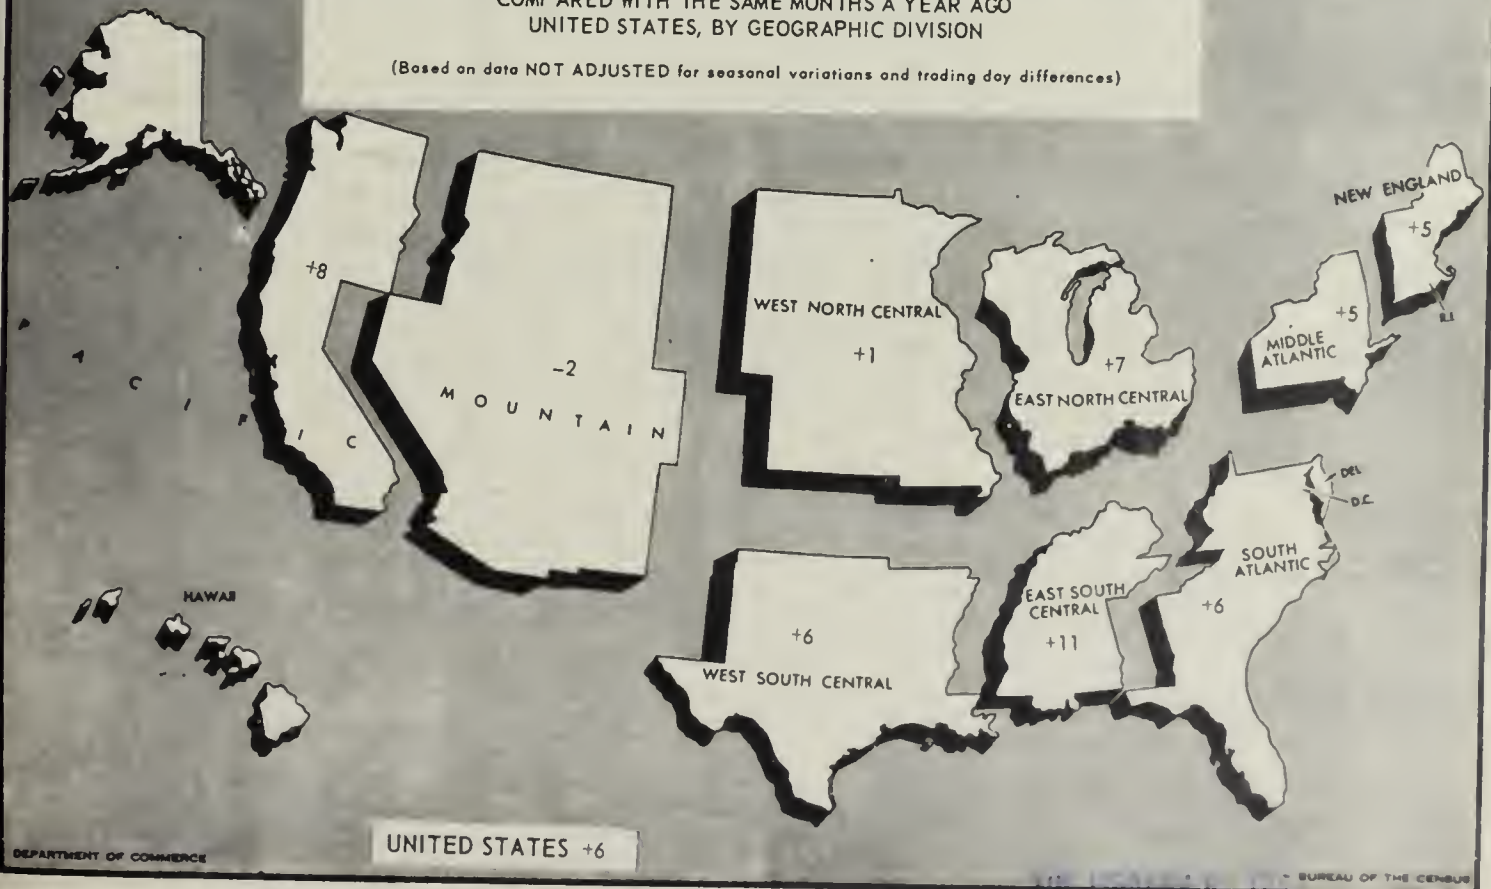 COMPARED WITH THE SAME MONTHS A YEAR AGO
UNITED STATES, BY GEOGRAPHIC DIVISION
(Based on data NOT ADJUSTED for seasonal variations and trading day differences)
NEW ENGLAND
+5
R.I.
+8
PACIFIC
-2
MOUNTAIN
WEST NORTH CENTRAL
+1
+7
EAST NORTH CENTRAL
+5
MIDDLE
ATLANTIC
DEL
D.C.
SOUTH
ATLANTIC
+6
EAST SOUTH
CENTRAL
+11
+6
WEST SOUTH CENTRAL
HAWAII
UNITED STATES +6
DEPARTMENT OF COMMERCE
BUREAU OF THE CENSUS